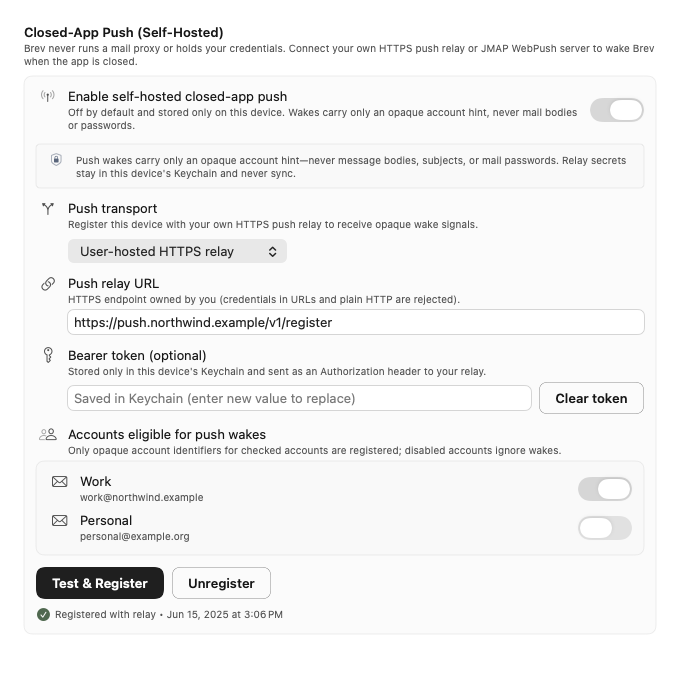 Closed-App Push (Self-Hosted)
Brev never runs a mail proxy or holds your credentials. Connect your own HTTPS push relay or JMAP WebPush server to wake Brev
when the app is closed.
Enable self-hosted closed-app push
Off by default and stored only on this device. Wakes carry only an opaque account hint, never mail bodies
or passwords.
Push wakes carry only an opaque account hint—never message bodies, subjects, or mail passwords. Relay secrets
stay in this device's Keychain and never sync.
Push transport
Register this device with your own HTTPS push relay to receive opaque wake signals.
User-hosted HTTPS relay
Push relay URL
HTTPS endpoint owned by you (credentials in URLs and plain HTTP are rejected).
https://push.northwind.example/v1/register
Bearer token (optional)
Stored only in this device's Keychain and sent as an Authorization header to your relay.
Saved in Keychain (enter new value to replace)
Clear token
Accounts eligible for push wakes
Only opaque account identifiers for checked accounts are registered; disabled accounts ignore wakes.
Work
work@northwind.example
Personal
personal@example.org
Test & Register
Unregister
Registered with relay • Jun 15, 2025 at 3:06 PM